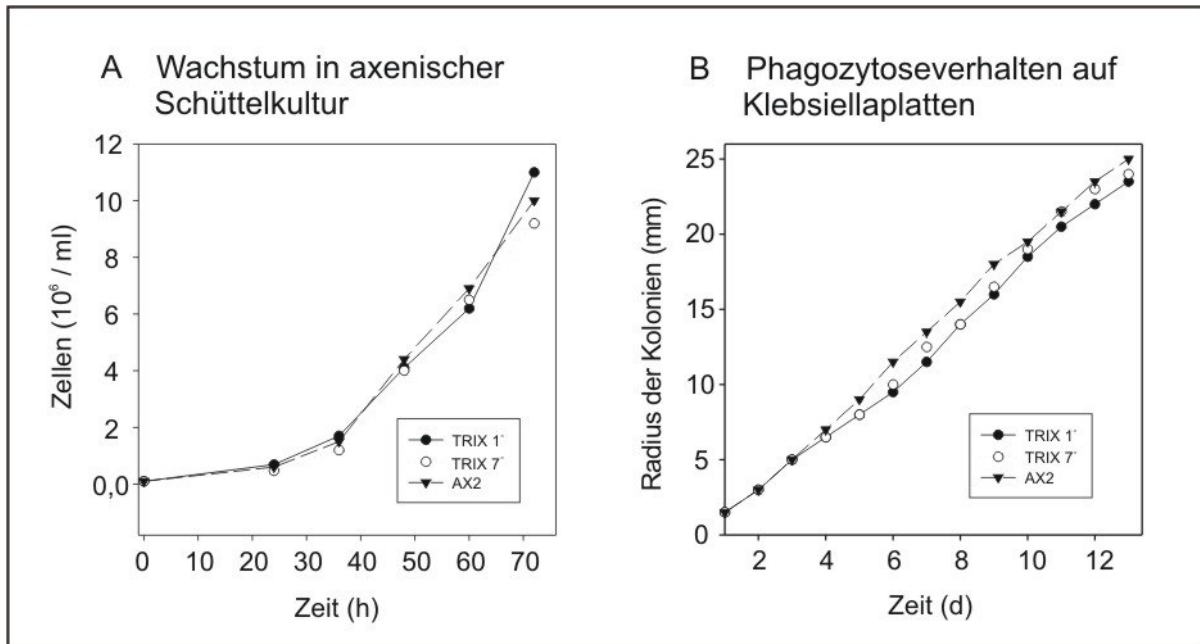 A Wachstum in axenischer
Schüttelkultur
12
10
8
6
4
2
0,0
Zellen (10⁶ / ml)
TRIX 1⁻
TRIX 7⁻
AX2
0 10 20 30 40 50 60 70
Zeit (h)
B Phagozytoseverhalten auf
Klebsiellaplatten
25
20
15
10
5
0
Radius der Kolonien (mm)
TRIX 1⁻
TRIX 7⁻
AX2
2 4 6 8 10 12
Zeit (d)